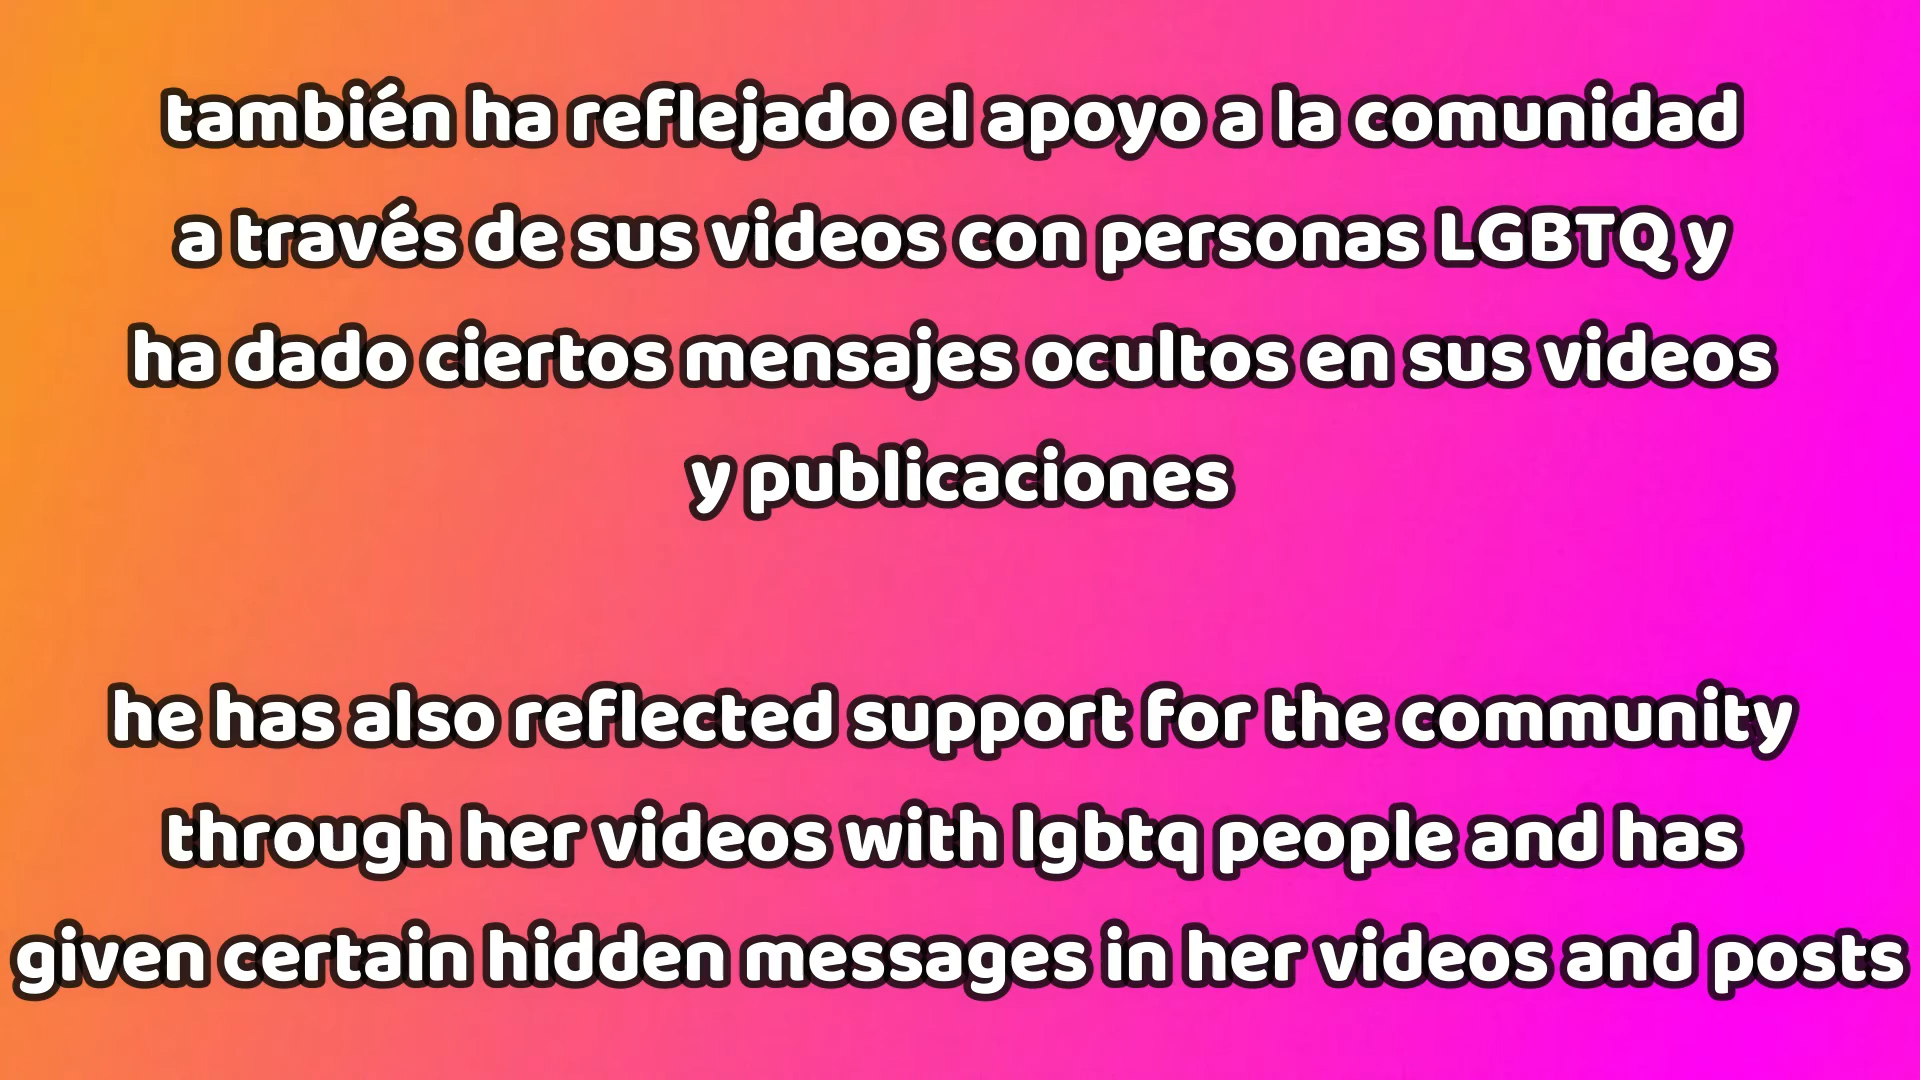 también ha reflejado el apoyo a la comunidad
a través de sus videos con personas LGBTQ y
ha dado ciertos mensajes ocultos en sus videos
y publicaciones
he has also reflected support for the community
through her videos with lgbtq people and has
given certain hidden messages in her videos and posts